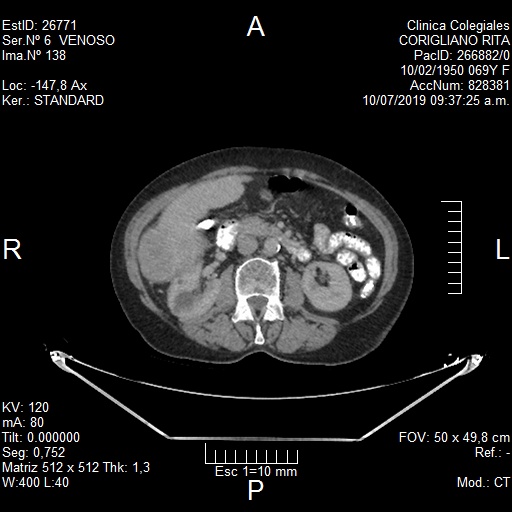 EstID: 26771
Ser.Nº 6  VENOSO
Ima.Nº 138
Loc: -147,8 Ax
Ker.: STANDARD
A
Clinica Colegiales
CORIGLIANO RITA
PacID: 266882/0
10/02/1950 069Y F
AccNum: 828381
10/07/2019 09:37:25 a.m.
R
L
KV: 120
mA: 80
Tilt: 0.000000
Seg: 0,752
Matriz 512 x 512 Thk: 1,3
W:400 L:40
Esc 1=10 mm
P
FOV: 50 x 49,8 cm
Ref.: -
Mod.: CT